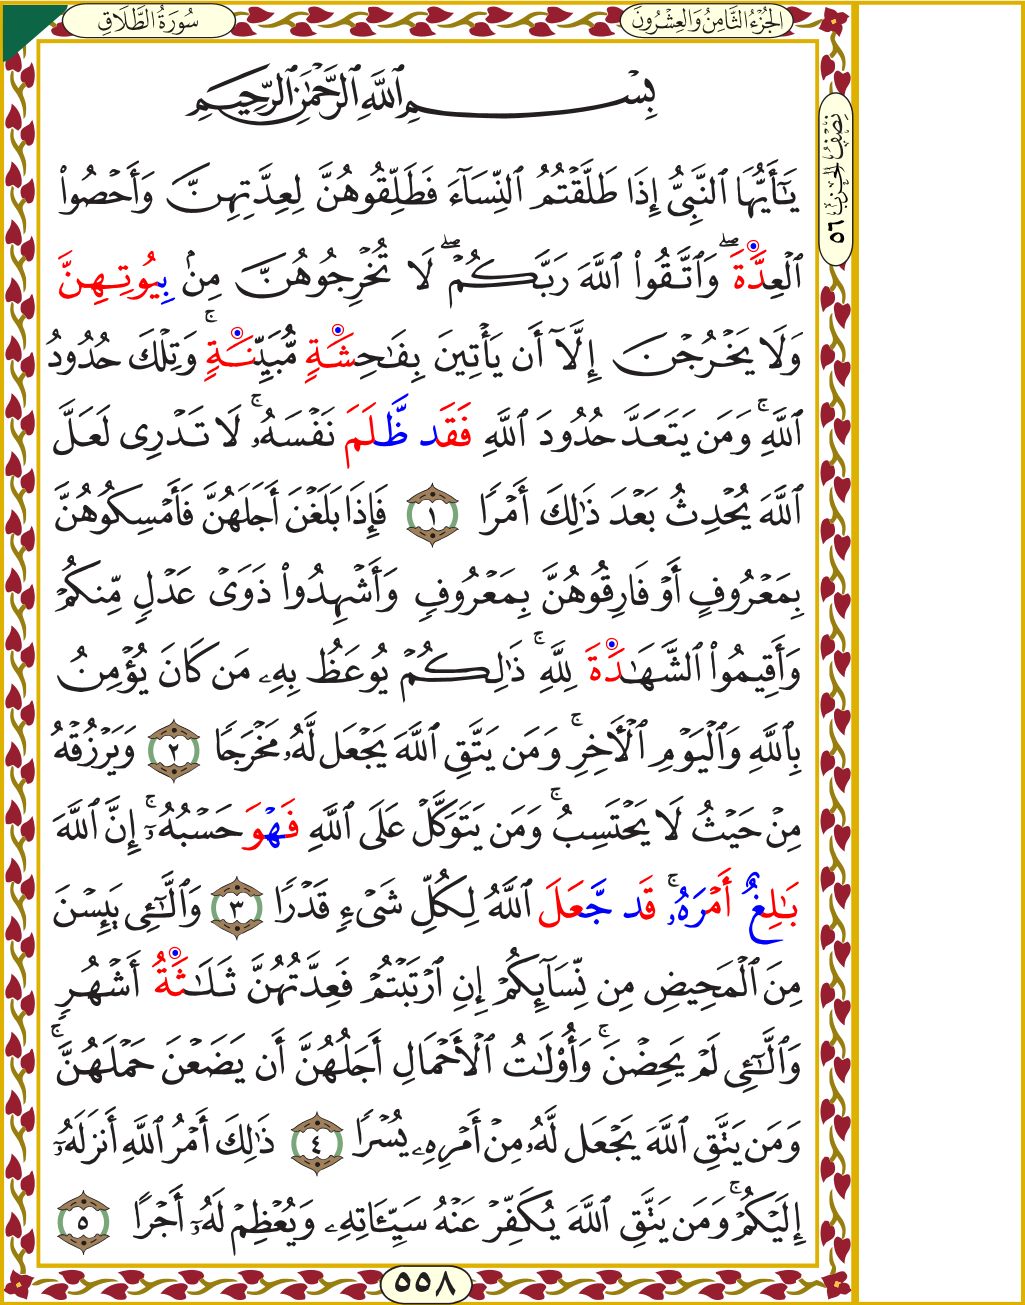 سُورَةُ الطَّلَاقِ
الجُزْءُ الثَّامِنُ وَالعِشْرُونَ
بِسْمِ ٱللَّهِ ٱلرَّحْمَٰنِ ٱلرَّحِيمِ
يَٰٓأَيُّهَا ٱلنَّبِىُّ إِذَا طَلَّقْتُمُ ٱلنِّسَآءَ فَطَلِّقُوهُنَّ لِعِدَّتِهِنَّ وَأَحْصُوا۟
ٱلْعِدَّةَ ۖ وَٱتَّقُوا۟ ٱللَّهَ رَبَّكُمْ ۖ لَا تُخْرِجُوهُنَّ مِنۢ بِيُوتِهِنَّ
وَلَا يَخْرُجْنَ إِلَّآ أَن يَأْتِينَ بِفَٰحِشَةٍ مُّبَيِّنَةٍ ۚ وَتِلْكَ حُدُودُ
ٱللَّهِ ۚ وَمَن يَتَعَدَّ حُدُودَ ٱللَّهِ فَقَد ظَّلَمَ نَفْسَهُۥ ۚ لَا تَدْرِى لَعَلَّ
ٱللَّهَ يُحْدِثُ بَعْدَ ذَٰلِكَ أَمْرًا ١ فَإِذَا بَلَغْنَ أَجَلَهُنَّ فَأَمْسِكُوهُنَّ
بِمَعْرُوفٍ أَوْ فَارِقُوهُنَّ بِمَعْرُوفٍ وَأَشْهِدُوا۟ ذَوَىْ عَدْلٍ مِّنكُمْ
وَأَقِيمُوا۟ ٱلشَّهَٰدَةَ لِلَّهِ ۚ ذَٰلِكُمْ يُوعَظُ بِهِۦ مَن كَانَ يُؤْمِنُ
بِٱللَّهِ وَٱلْيَوْمِ ٱلْأَخِرِ ۚ وَمَن يَتَّقِ ٱللَّهَ يَجْعَل لَّهُۥ مَخْرَجًا ٢ وَيَرْزُقْهُ
مِنْ حَيْثُ لَا يَحْتَسِبُ ۚ وَمَن يَتَوَكَّلْ عَلَى ٱللَّهِ فَهْوَ حَسْبُهُۥٓ ۚ إِنَّ ٱللَّهَ
بَٰلِغٌ أَمْرَهُۥ ۚ قَد جَّعَلَ ٱللَّهُ لِكُلِّ شَىْءٍ قَدْرًا ٣ وَٱلَّٰٓـِٔى يَئِسْنَ
مِنَ ٱلْمَحِيضِ مِن نِّسَآئِكُمْ إِنِ ٱرْتَبْتُمْ فَعِدَّتُهُنَّ ثَلَٰثَةُ أَشْهُرٍ
وَٱلَّٰٓـِٔى لَمْ يَحِضْنَ ۚ وَأُو۟لَٰتُ ٱلْأَحْمَالِ أَجَلُهُنَّ أَن يَضَعْنَ حَمْلَهُنَّ ۚ
وَمَن يَتَّقِ ٱللَّهَ يَجْعَل لَّهُۥ مِنْ أَمْرِهِۦ يُسْرًا ٤ ذَٰلِكَ أَمْرُ ٱللَّهِ أَنزَلَهُۥٓ
إِلَيْكُمْ ۚ وَمَن يَتَّقِ ٱللَّهَ يُكَفِّرْ عَنْهُ سَيِّـَٔاتِهِۦ وَيُعْظِمْ لَهُۥٓ أَجْرًا ٥
نِصْفُ الحِزْبِ ٥٦
٥٥٨